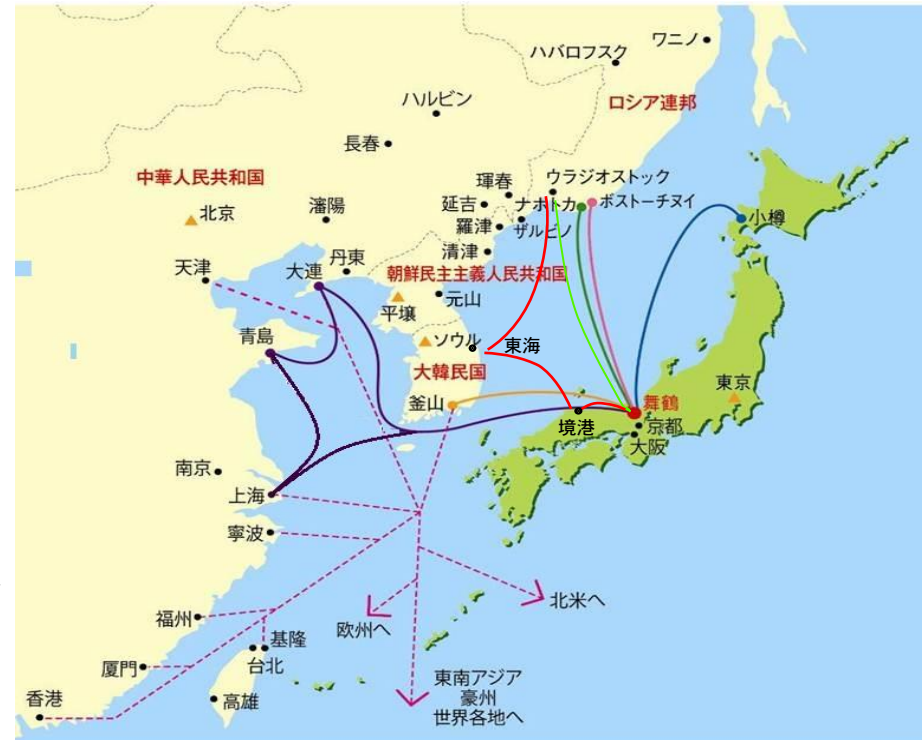 ワニノ
ハバロフスク
ロシア連邦
ハルビン
長春
中華人民共和国
琿春
ウラジオストック
北京
瀋陽
延吉
ナホトカ
ボストーチヌイ
羅津
ザルビノ
小樽
清津
丹東
天津
大連
朝鮮民主主義人民共和国
元山
平壌
青島
ソウル
東海
大韓民国
東京
釜山
舞鶴
境港
京都
大阪
南京
上海
寧波
北米へ
福州
欧州へ
基隆
台北
厦門
東南アジア
豪州
世界各地へ
香港
高雄